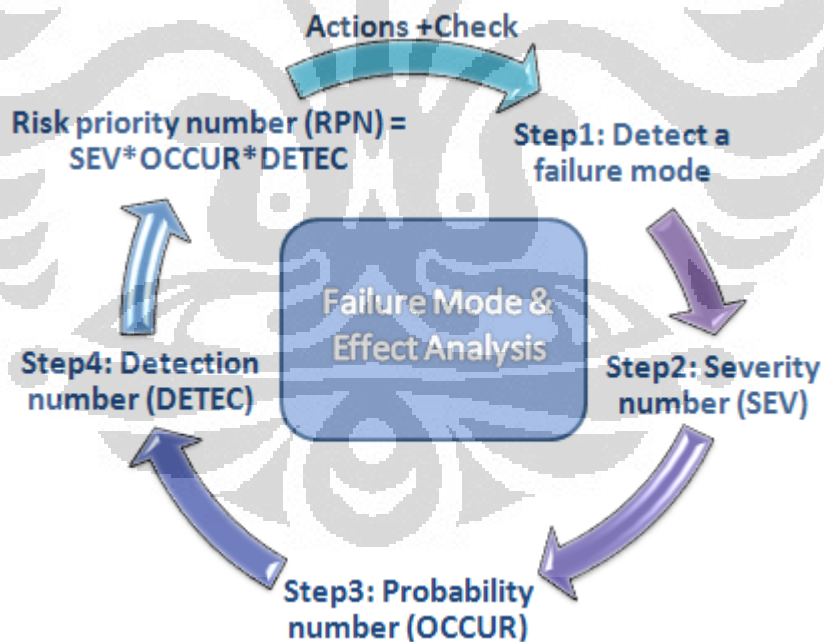 Actions +Check
Risk priority number (RPN) =
SEV*OCCUR*DETEC
Step1: Detect a
failure mode
Failure Mode &
Effect Analysis
Step2: Severity
number (SEV)
Step3: Probability
number (OCCUR)
Step4: Detection
number (DETEC)